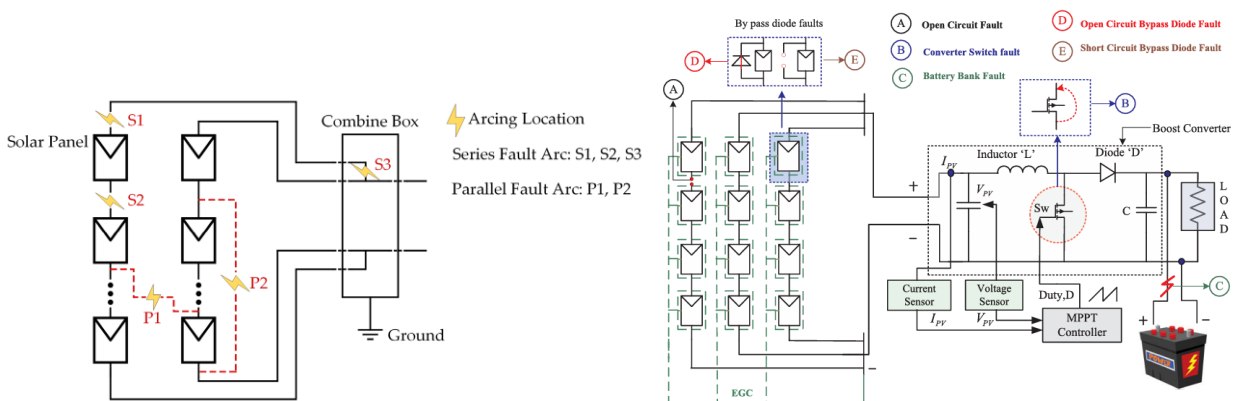 S1
Solar Panel
S2
P1
P2
Combine Box
S3
Ground
Arcing Location
Series Fault Arc: S1, S2, S3
Parallel Fault Arc: P1, P2
By pass diode faults
D
E
A
A Open Circuit Fault
B Converter Switch fault
C Battery Bank Fault
D Open Circuit Bypass Diode Fault
E Short Circuit Bypass Diode Fault
B
Boost Converter
Inductor 'L'
Diode 'D'
I_PV
V_PV
+
Sw
C
LOAD
−
Current
Sensor
Voltage
Sensor
Duty,D
MPPT
Controller
I_PV
V_PV
C
+
−
POWER
−
EGC